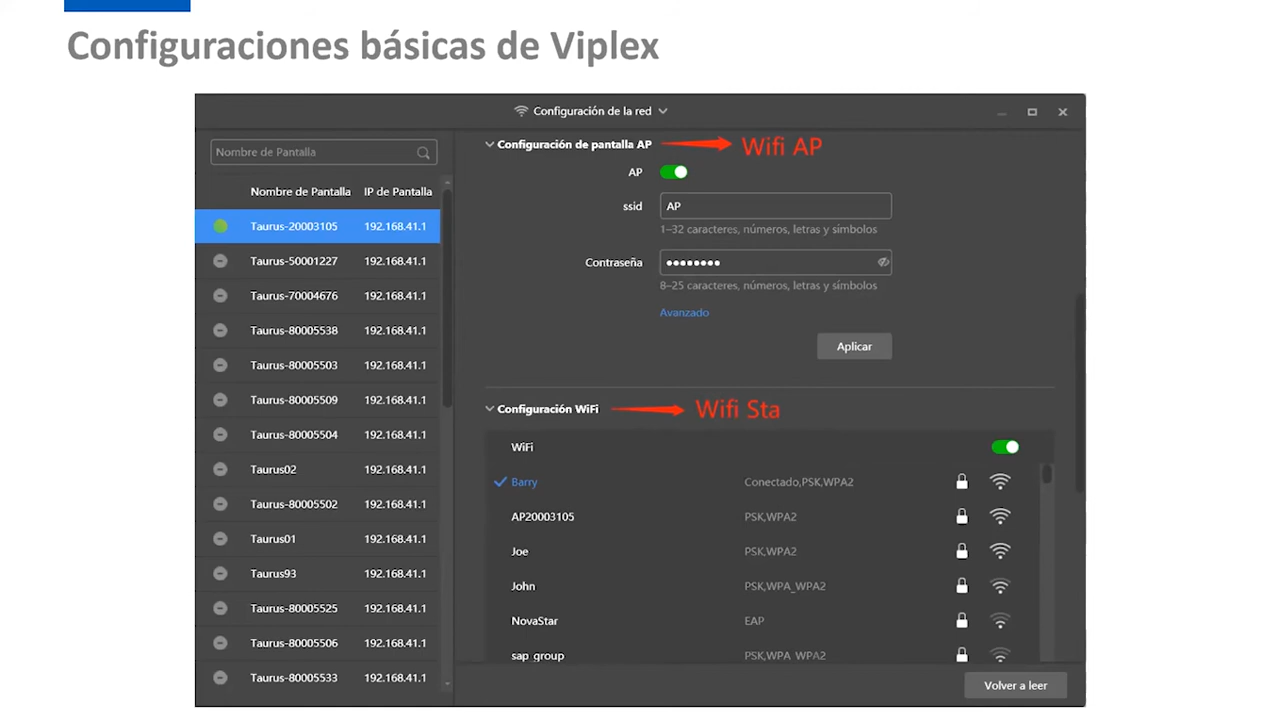 Configuraciones básicas de Viplex
Configuración de la red
Nombre de Pantalla
Nombre de Pantalla IP de Pantalla
Taurus-20003105 192.168.41.1
Taurus-50001227 192.168.41.1
Taurus-70004676 192.168.41.1
Taurus-80005538 192.168.41.1
Taurus-80005503 192.168.41.1
Taurus-80005509 192.168.41.1
Taurus-80005504 192.168.41.1
Taurus02 192.168.41.1
Taurus-80005502 192.168.41.1
Taurus01 192.168.41.1
Taurus93 192.168.41.1
Taurus-80005525 192.168.41.1
Taurus-80005506 192.168.41.1
Taurus-80005533 192.168.41.1
Configuración de pantalla AP Wifi AP
AP
ssid AP
1–32 caracteres, números, letras y símbolos
Contraseña ••••••••
8–25 caracteres, números, letras y símbolos
Avanzado
Aplicar
Configuración WiFi Wifi Sta
WiFi
Barry Conectado,PSK,WPA2
AP20003105 PSK,WPA2
Joe PSK,WPA2
John PSK,WPA_WPA2
NovaStar EAP
sap_group PSK,WPA_WPA2
Volver a leer